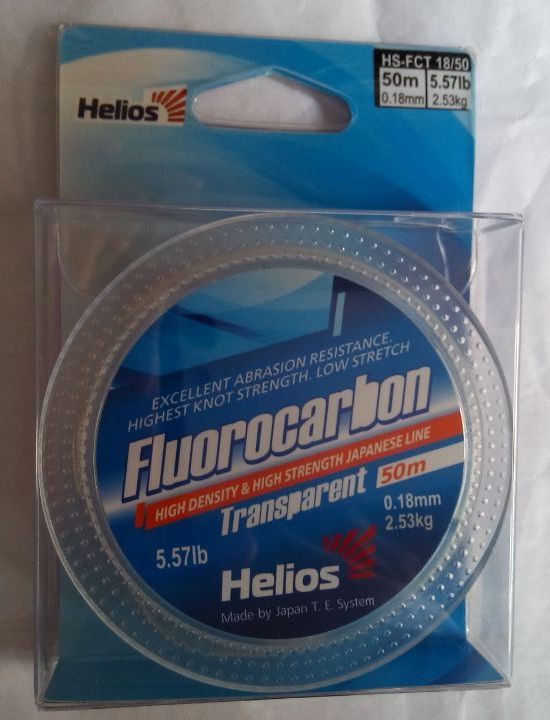 Helios
HS-FCT 18/50
50m 5.57lb
0.18mm 2.53kg
EXCELLENT ABRASION RESISTANCE.
HIGHEST KNOT STRENGTH. LOW STRETCH
Fluorocarbon
HIGH DENSITY & HIGH STRENGTH JAPANESE LINE
Transparent 50m
0.18mm
2.53kg
5.57lb
Helios
Made by Japan T. E. System